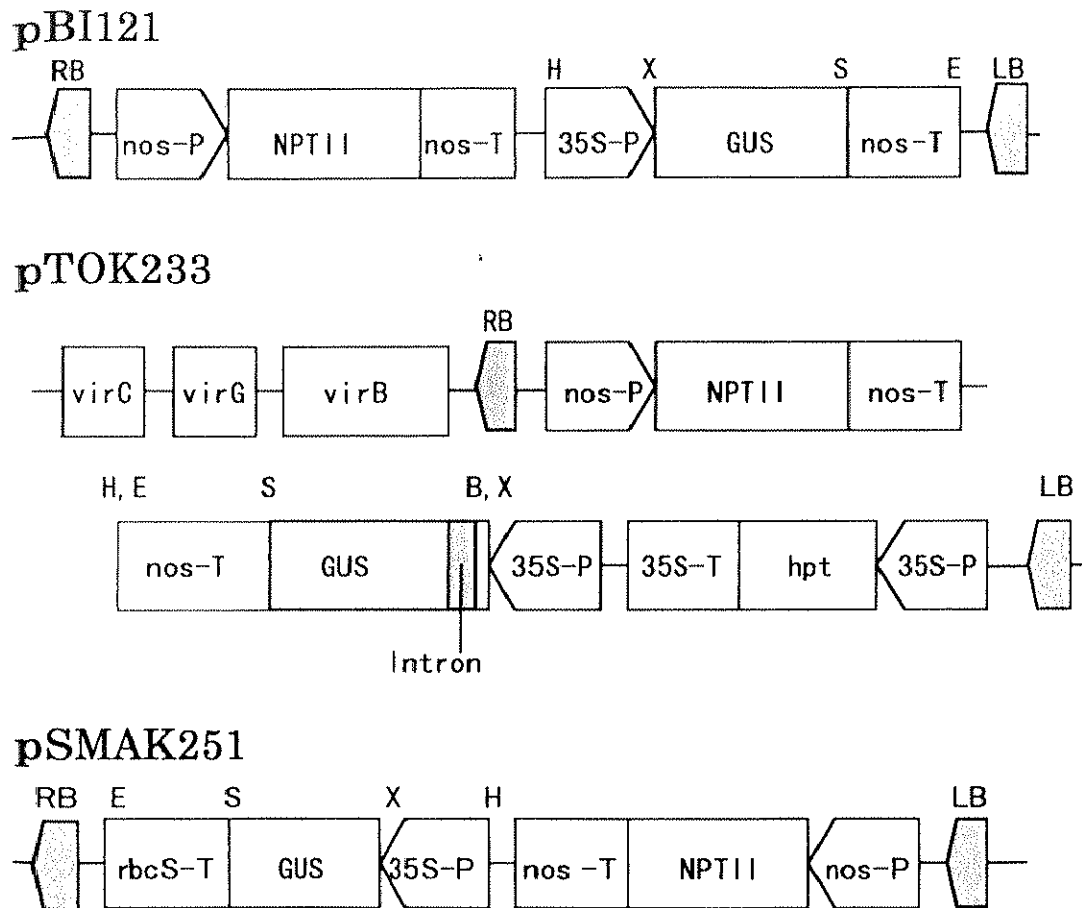 pBI121
RB H X S E LB
nos-P NPTII nos-T 35S-P GUS nos-T
pTOK233
RB
virC virG virB nos-P NPTII nos-T
H, E S B, X LB
nos-T GUS 35S-P 35S-T hpt 35S-P
Intron
pSMAK251
RB E S X H LB
rbcS-T GUS 35S-P nos-T NPTII nos-P